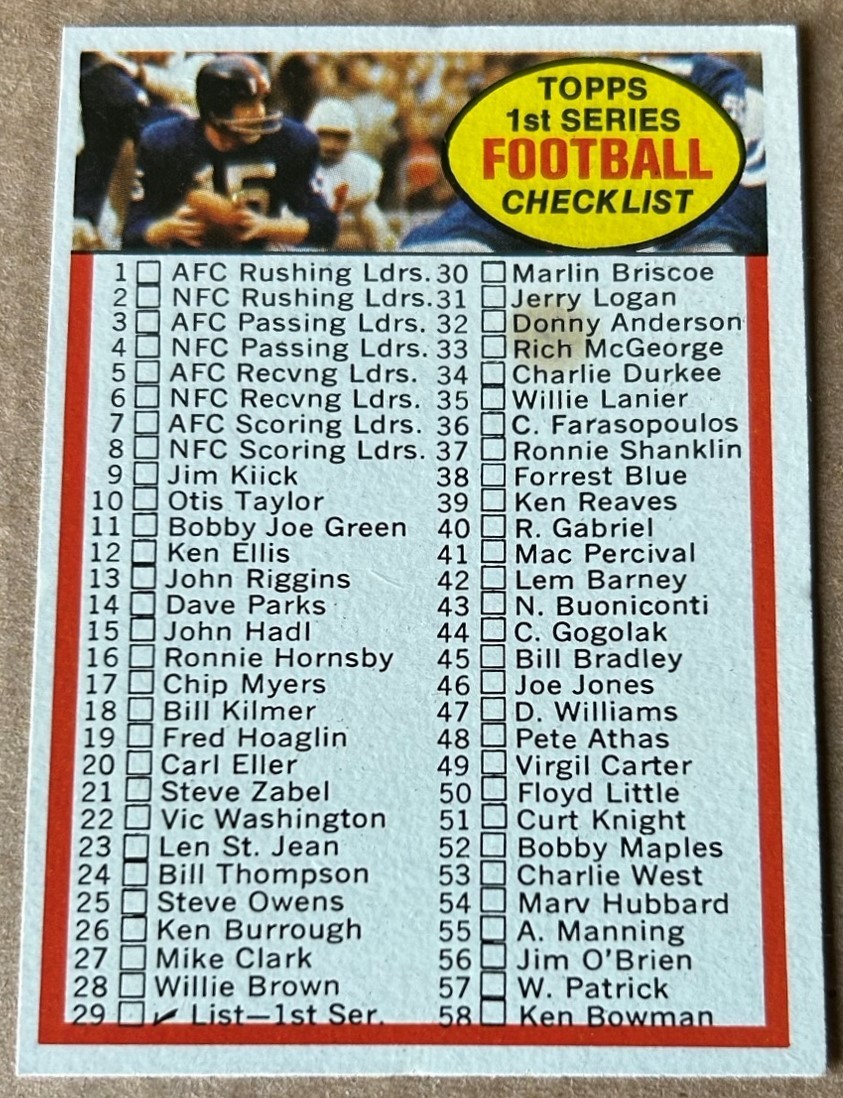 TOPPS
1st SERIES
FOOTBALL
CHECKLIST
15
1 AFC Rushing Ldrs.
2 NFC Rushing Ldrs.
3 AFC Passing Ldrs.
4 NFC Passing Ldrs.
5 AFC Recvng Ldrs.
6 NFC Recvng Ldrs.
7 AFC Scoring Ldrs.
8 NFC Scoring Ldrs.
9 Jim Kiick
10 Otis Taylor
11 Bobby Joe Green
12 Ken Ellis
13 John Riggins
14 Dave Parks
15 John Hadl
16 Ronnie Hornsby
17 Chip Myers
18 Bill Kilmer
19 Fred Hoaglin
20 Carl Eller
21 Steve Zabel
22 Vic Washington
23 Len St. Jean
24 Bill Thompson
25 Steve Owens
26 Ken Burrough
27 Mike Clark
28 Willie Brown
29 ✓ List—1st Ser.
30 Marlin Briscoe
31 Jerry Logan
32 Donny Anderson
33 Rich McGeorge
34 Charlie Durkee
35 Willie Lanier
36 C. Farasopoulos
37 Ronnie Shanklin
38 Forrest Blue
39 Ken Reaves
40 R. Gabriel
41 Mac Percival
42 Lem Barney
43 N. Buoniconti
44 C. Gogolak
45 Bill Bradley
46 Joe Jones
47 D. Williams
48 Pete Athas
49 Virgil Carter
50 Floyd Little
51 Curt Knight
52 Bobby Maples
53 Charlie West
54 Marv Hubbard
55 A. Manning
56 Jim O'Brien
57 W. Patrick
58 Ken Bowman